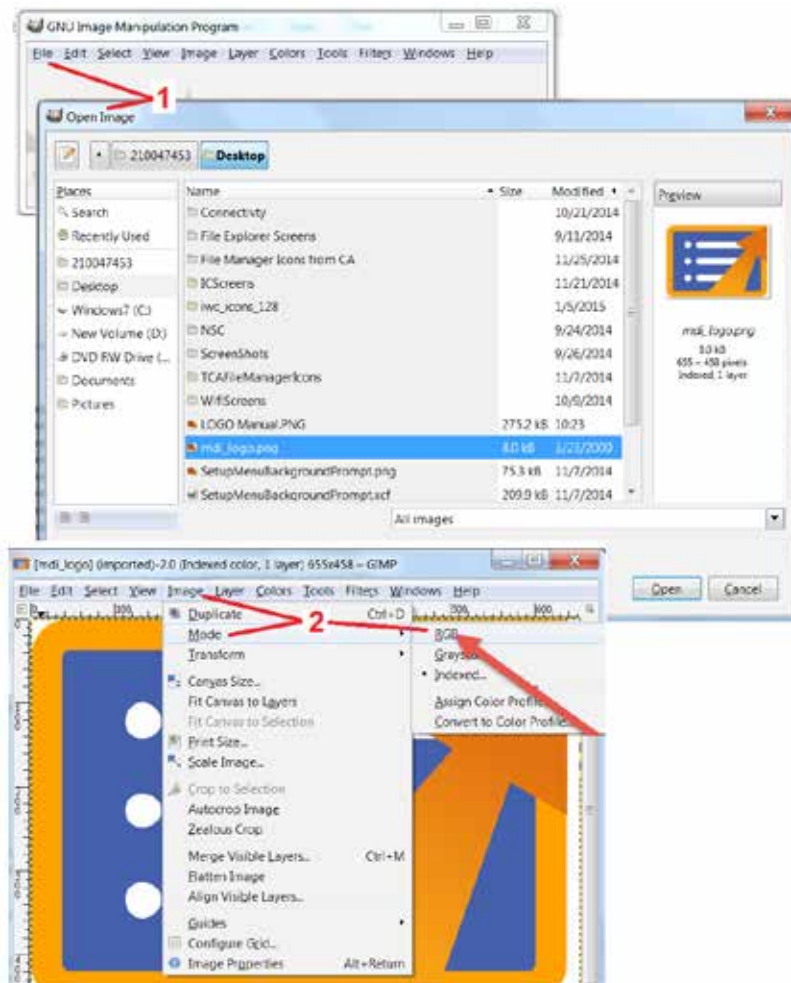 GNU Image Manipulation Program
File Edit Select View Image Layer Colors Tools Filters Windows Help
1
Open Image
210047453 Desktop
Places Name Size Modified Preview
Search Connectivity 10/21/2014
Recently Used File Explorer Screens 9/11/2014
210047453 File Manager Icons from CA 11/25/2014
Desktop ICScreens 11/21/2014
Windows7 (C:) iwc_icons_128 1/5/2015
New Volume (D:) NSC 9/24/2014 mdi_logo.png
DVD RW Drive (... ScreenShots 9/26/2014 8.0 kB
655 × 458 pixels
Documents TCAFileManagerIcons 11/7/2014 Indexed, 1 layer
Pictures WifiScreens 10/9/2014
LOGO Manual.PNG 275.2 kB 10:23
mdi_logo.png 8.0 kB 1/23/2009
SetupMenuBackgroundPrompt.png 75.3 kB 11/7/2014
SetupMenuBackgroundPrompt.xcf 209.9 kB 11/7/2014
All images
Open Cancel
[mdi_logo] (imported)-2.0 (Indexed color, 1 layer) 655x458 – GIMP
File Edit Select View Image Layer Colors Tools Filters Windows Help
Duplicate Ctrl+D
2
Mode RGB
Transform
Indexed...
Canvas Size...
Fit Canvas to Layers Assign Color Profile
Fit Canvas to Selection Convert to Color Profile
Print Size...
Scale Image...
Crop to Selection
Autocrop Image
Zealous Crop
Merge Visible Layers... Ctrl+M
Flatten Image
Align Visible Layers...
Guides
Configure Grid...
Image Properties Alt+Return